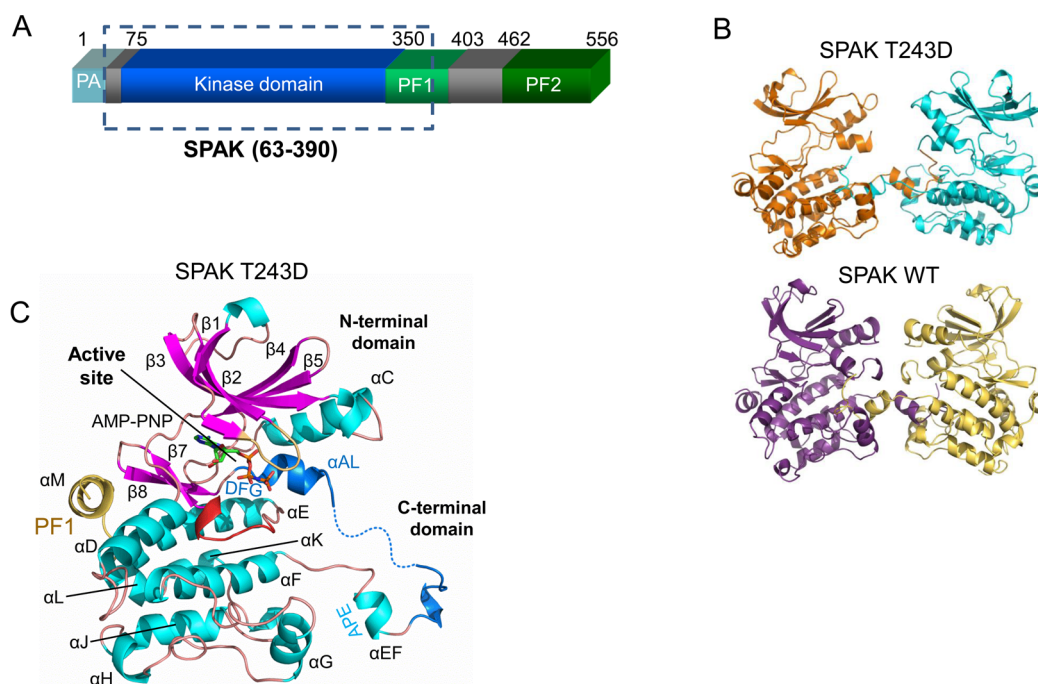 A
1 75 350 403 462 556
PA Kinase domain PF1 PF2
SPAK (63-390)
B
SPAK T243D
SPAK WT
C
SPAK T243D
N-terminal
domain
β1
β3
β4
β2
β5
Active
site
αC
AMP-PNP
β7
αAL
αM
β8
DFG
PF1
αE
C-terminal
domain
αD
αK
αL
αF
αJ
APE
αEF
αH
αG